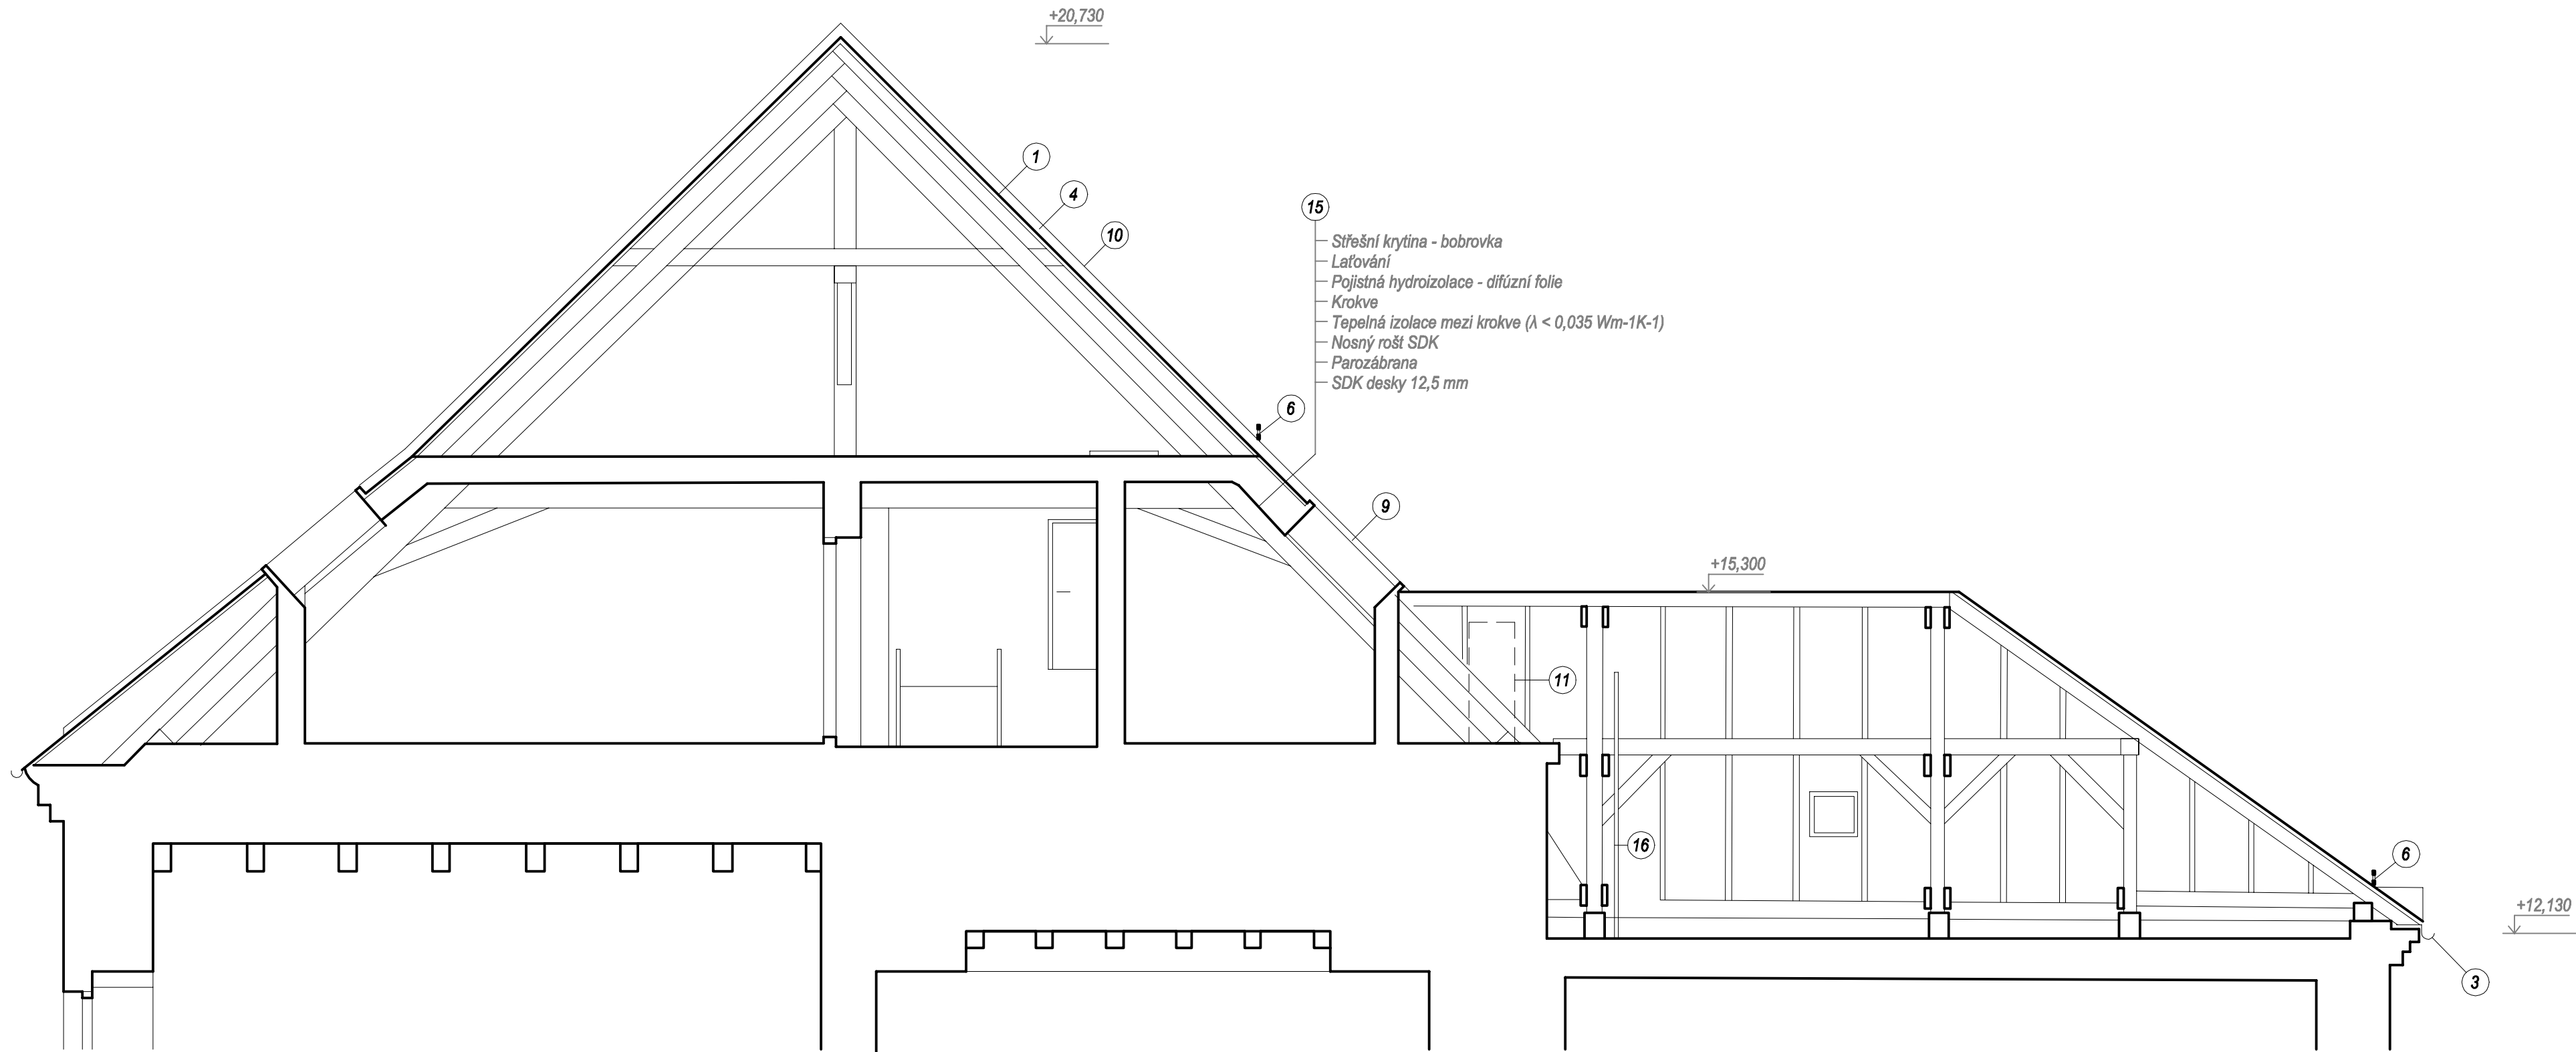 +20,730
1
4
15
10
Střešní krytina - bobrovka
Laťování
Pojistná hydroizolace - difúzní folie
Krokve
Tepelná izolace mezi krokve (λ < 0,035 Wm-1K-1)
Nosný rošt SDK
Parozábrana
SDK desky 12,5 mm
6
9
+15,300
11
16
6
+12,130
3